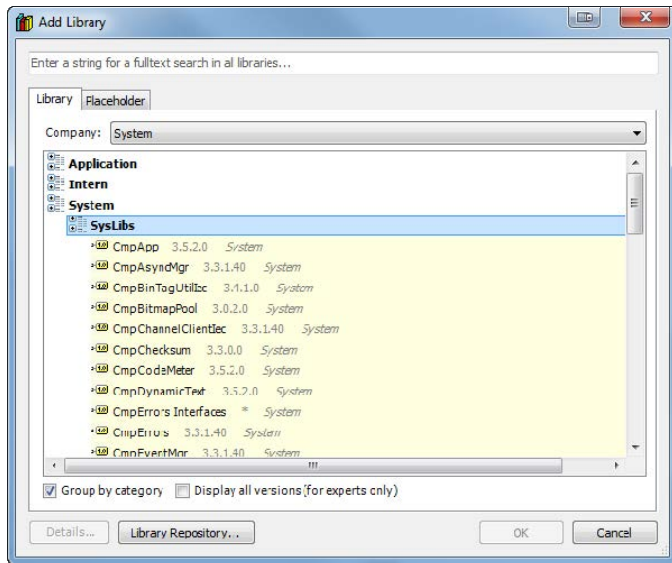 Add Library
Enter a string for a fulltext search in all libraries...
Library Placeholder
Company: System
Application
Intern
System
SysLibs
CmpApp 3.5.2.0 System
CmpAsyncMgr 3.3.1.40 System
CmpBinTagUtilIec 3.4.1.0 System
CmpBitmapPool 3.0.2.0 System
CmpChannelClientIec 3.3.1.40 System
CmpChecksum 3.3.0.0 System
CmpCodeMeter 3.5.2.0 System
CmpDynamicText 3.5.2.0 System
CmpErrors Interfaces * System
CmpErrors 3.3.1.40 System
CmpEventMgr 3.3.1.40 System
Group by category Display all versions (for experts only)
Details... Library Repository... OK Cancel